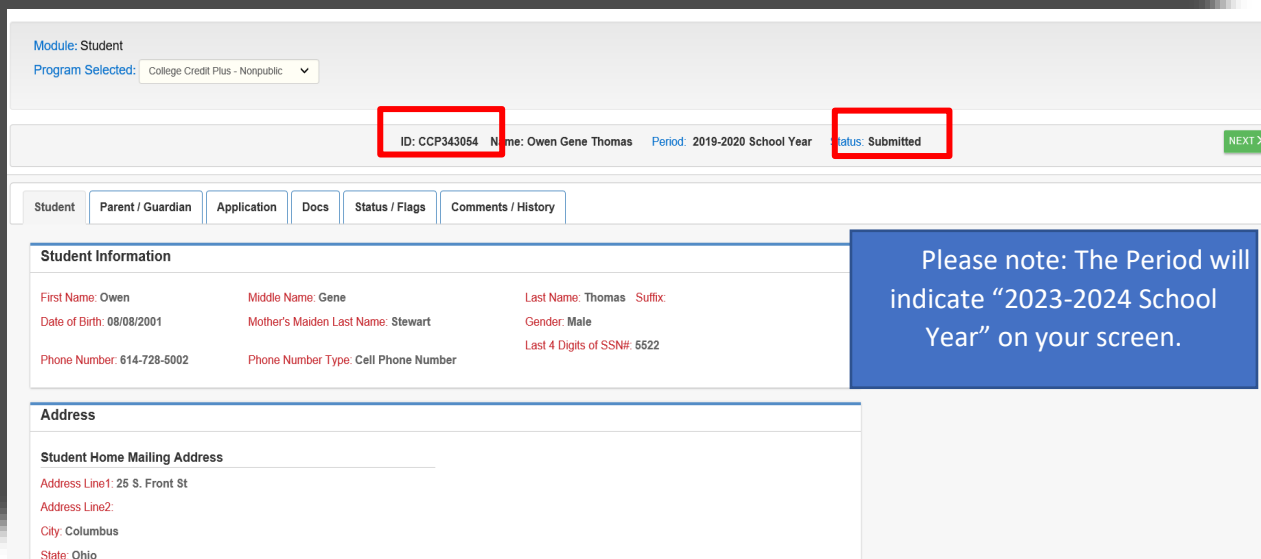 Module: Student
Program Selected: College Credit Plus - Nonpublic
ID: CCP343054 Name: Owen Gene Thomas Period: 2019-2020 School Year Status: Submitted
NEXT
Student Parent / Guardian Application Docs Status / Flags Comments / History
Student Information
First Name: Owen Middle Name: Gene Last Name: Thomas Suffix:
Date of Birth: 08/08/2001 Mother's Maiden Last Name: Stewart Gender: Male
Last 4 Digits of SSN#: 5522
Phone Number: 614-728-5002 Phone Number Type: Cell Phone Number
Please note: The Period will
indicate “2023-2024 School
Year” on your screen.
Address
Student Home Mailing Address
Address Line1: 25 S. Front St
Address Line2:
City: Columbus
State: Ohio